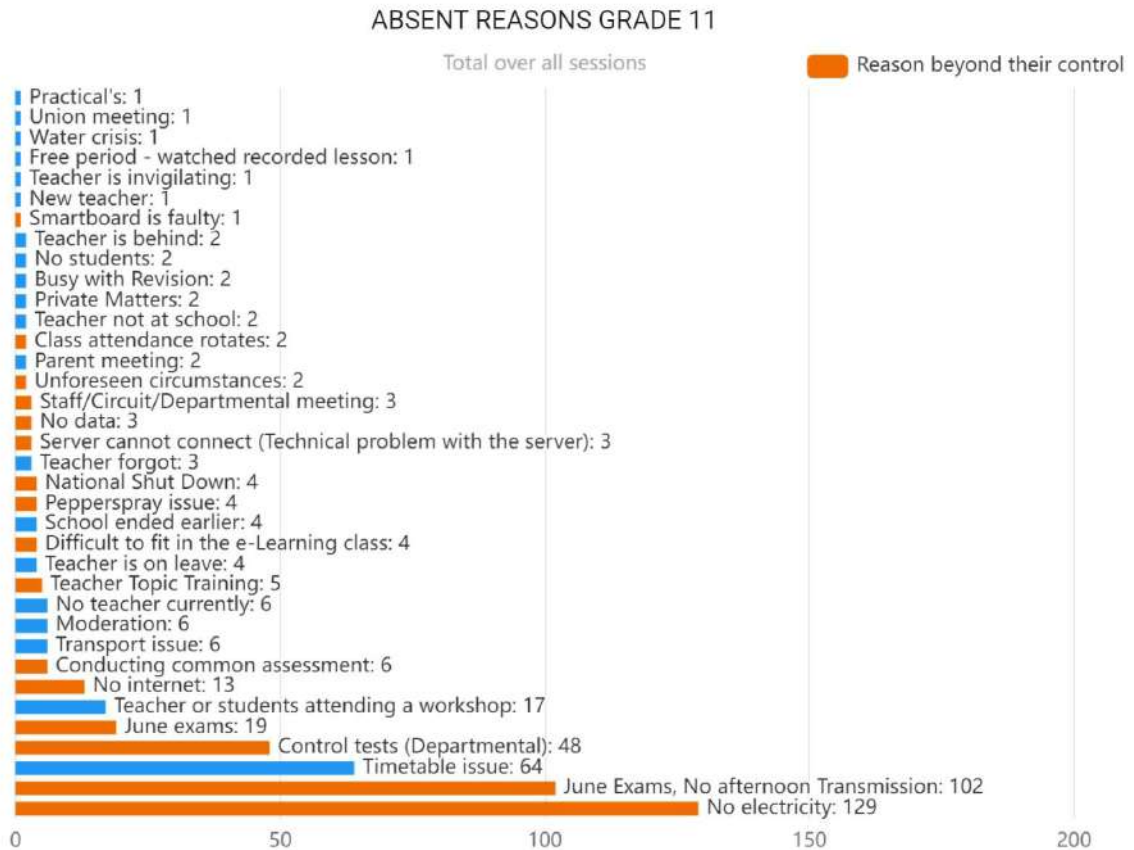 ABSENT REASONS GRADE 11
Total over all sessions
Reason beyond their control
Practical's: 1
Union meeting: 1
Water crisis: 1
Free period - watched recorded lesson: 1
Teacher is invigilating: 1
New teacher: 1
Smartboard is faulty: 1
Teacher is behind: 2
No students: 2
Busy with Revision: 2
Private Matters: 2
Teacher not at school: 2
Class attendance rotates: 2
Parent meeting: 2
Unforeseen circumstances: 2
Staff/Circuit/Departmental meeting: 3
No data: 3
Server cannot connect (Technical problem with the server): 3
Teacher forgot: 3
National Shut Down: 4
Pepperspray issue: 4
School ended earlier: 4
Difficult to fit in the e-Learning class: 4
Teacher is on leave: 4
Teacher Topic Training: 5
No teacher currently: 6
Moderation: 6
Transport issue: 6
Conducting common assessment: 6
No internet: 13
Teacher or students attending a workshop: 17
June exams: 19
Control tests (Departmental): 48
Timetable issue: 64
June Exams, No afternoon Transmission: 102
No electricity: 129
0 50 100 150 200